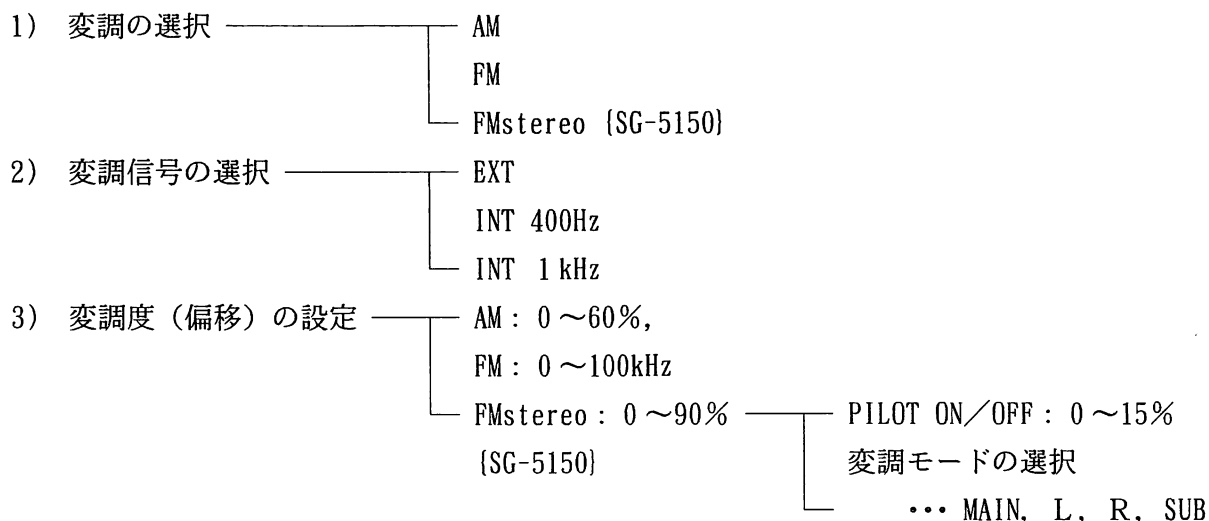 1) 変調の選択 AM
FM
FMstereo {SG-5150}
2) 変調信号の選択 EXT
INT 400Hz
INT 1kHz
3) 変調度（偏移）の設定 AM: 0～60%,
FM: 0～100kHz
FMstereo: 0～90% PILOT ON／OFF: 0～15%
{SG-5150} 変調モードの選択
… MAIN, L, R, SUB